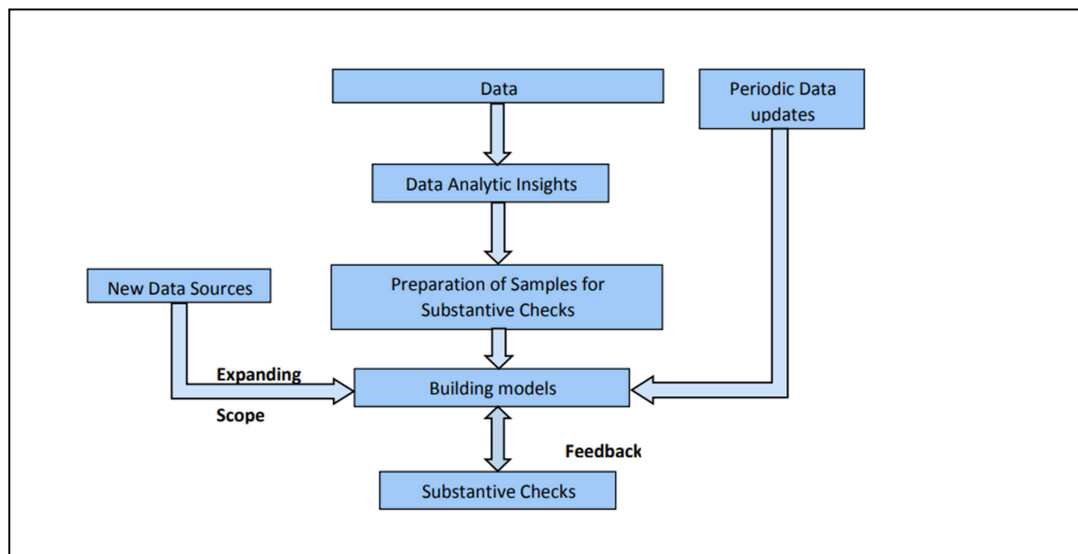 Data
Periodic Data
updates
Data Analytic Insights
New Data Sources
Preparation of Samples for
Substantive Checks
Expanding
Scope
Building models
Feedback
Substantive Checks